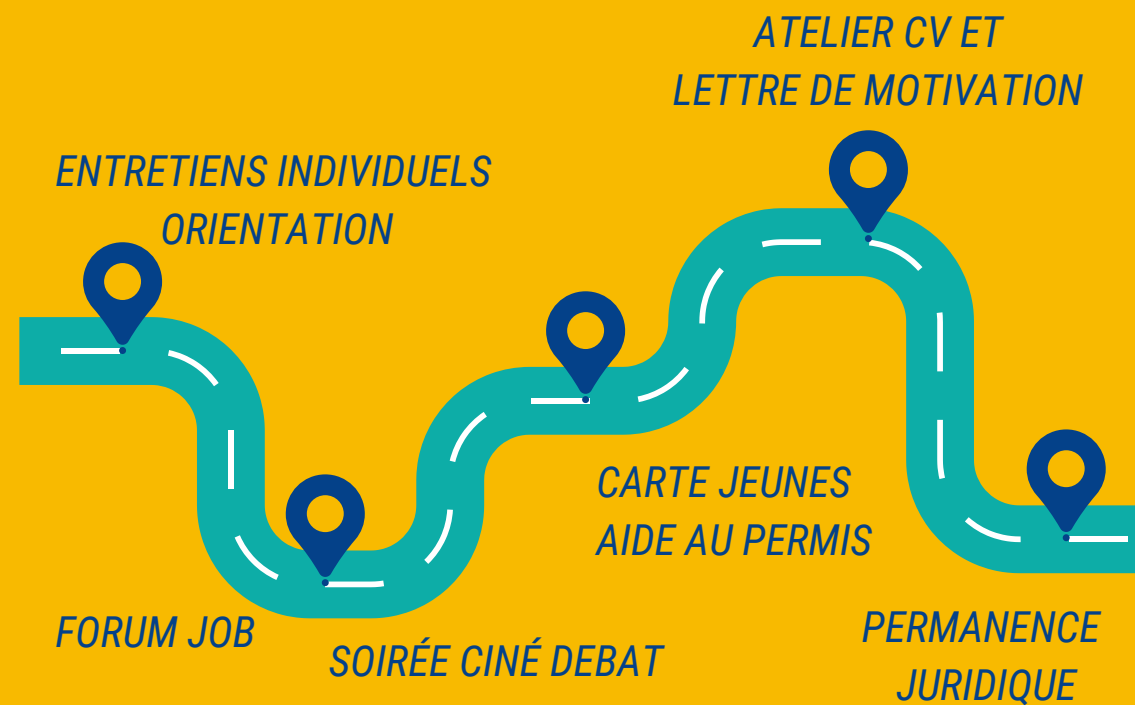 ATELIER CV ET
LETTRE DE MOTIVATION
ENTRETIENS INDIVIDUELS
ORIENTATION
CARTE JEUNES
AIDE AU PERMIS
FORUM JOB
SOIRÉE CINÉ DEBAT
PERMANENCE
JURIDIQUE